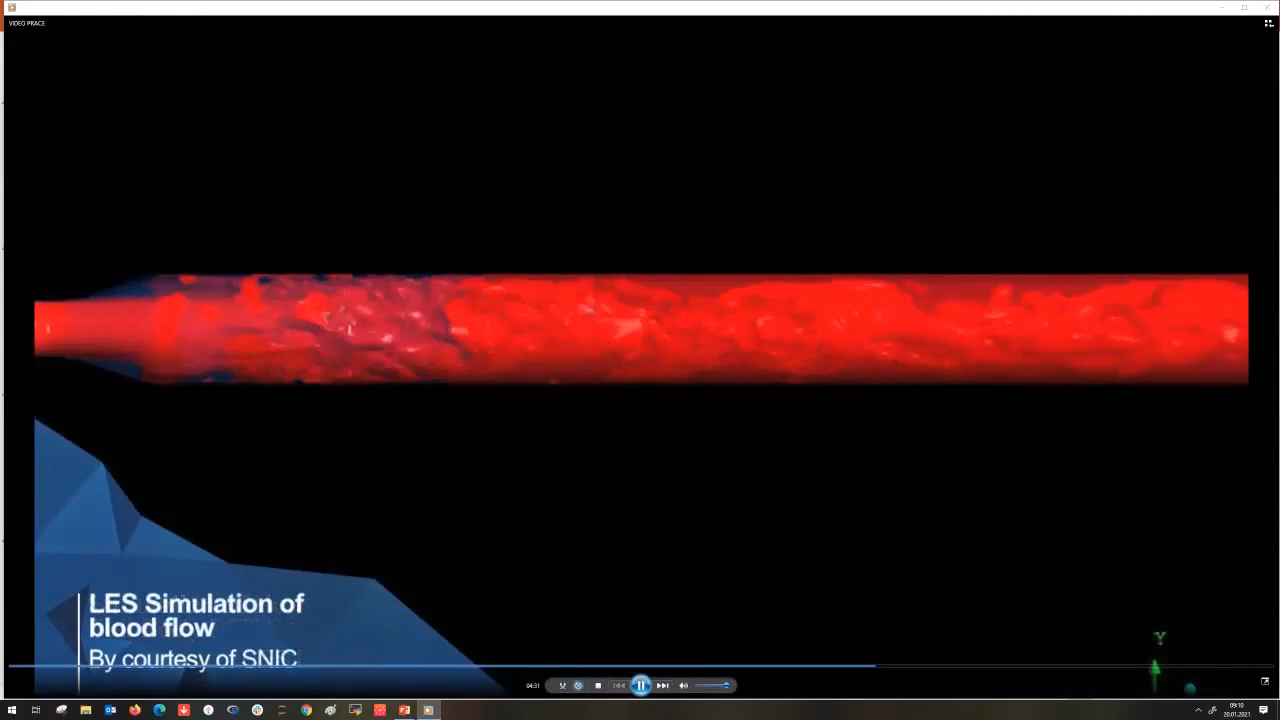 VIDEO PRACE
LES Simulation of
blood flow
By courtesy of SNIC
Y
04:31
09:10
20.01.2021